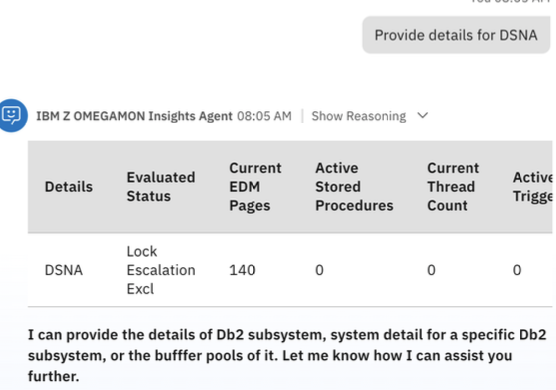 Provide details for DSNA
IBM Z OMEGAMON Insights Agent 08:05 AM | Show Reasoning
Details
Evaluated
Status
Current
EDM
Pages
Active
Stored
Procedures
Current
Thread
Count
Active
DSNA
Lock
Escalation
Excl
140
0
0
0
I can provide the details of Db2 subsystem, system detail for a specific Db2
subsystem, or the bufffer pools of it. Let me know how I can assist you
further.